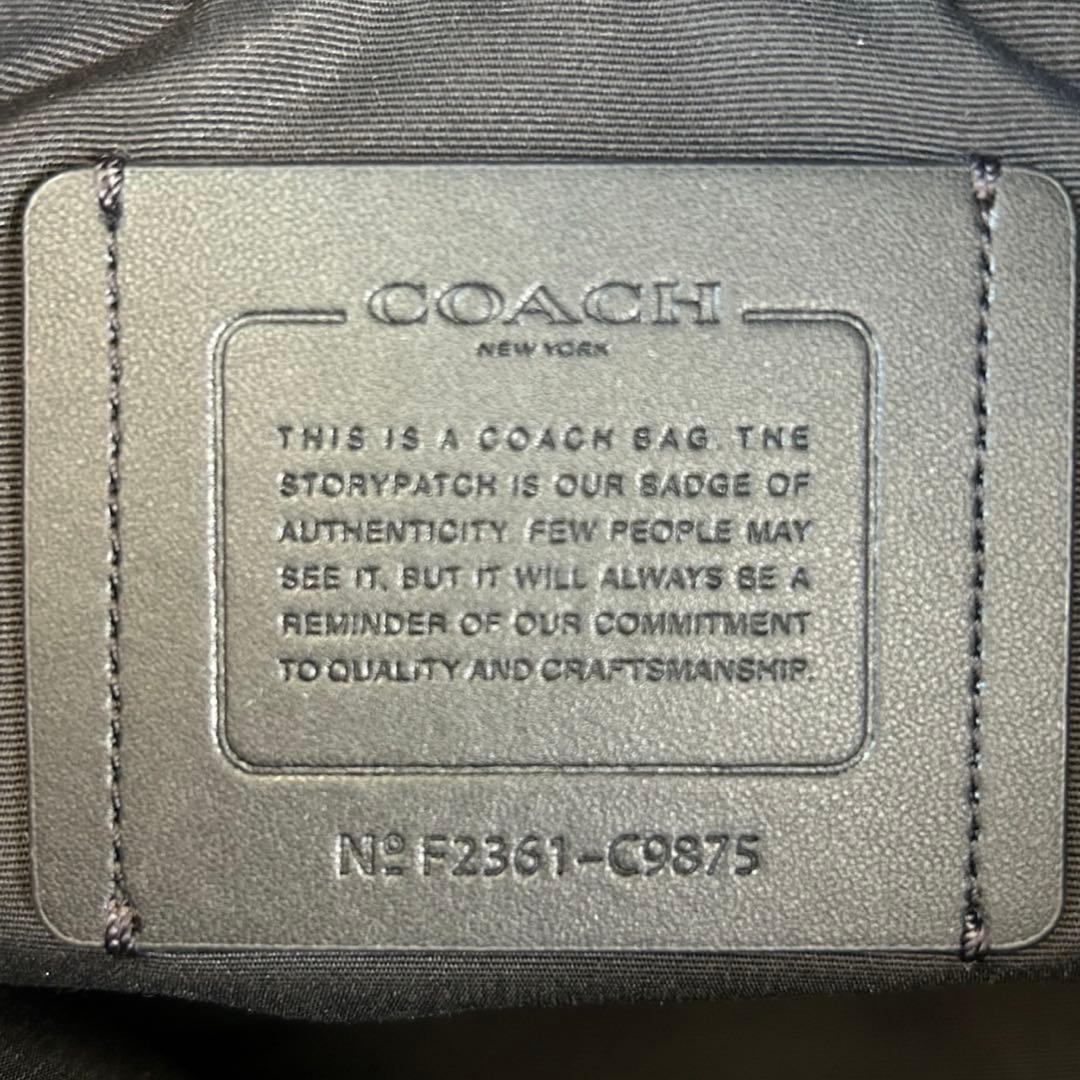 COACH
NEW YORK
THIS IS A COACH BAG. THE
STORYPATCH IS OUR BADGE OF
AUTHENTICITY. FEW PEOPLE MAY
SEE IT, BUT IT WILL ALWAYS BE A
REMINDER OF OUR COMMITMENT
TO QUALITY AND CRAFTSMANSHIP.
Nº F2361-C9875